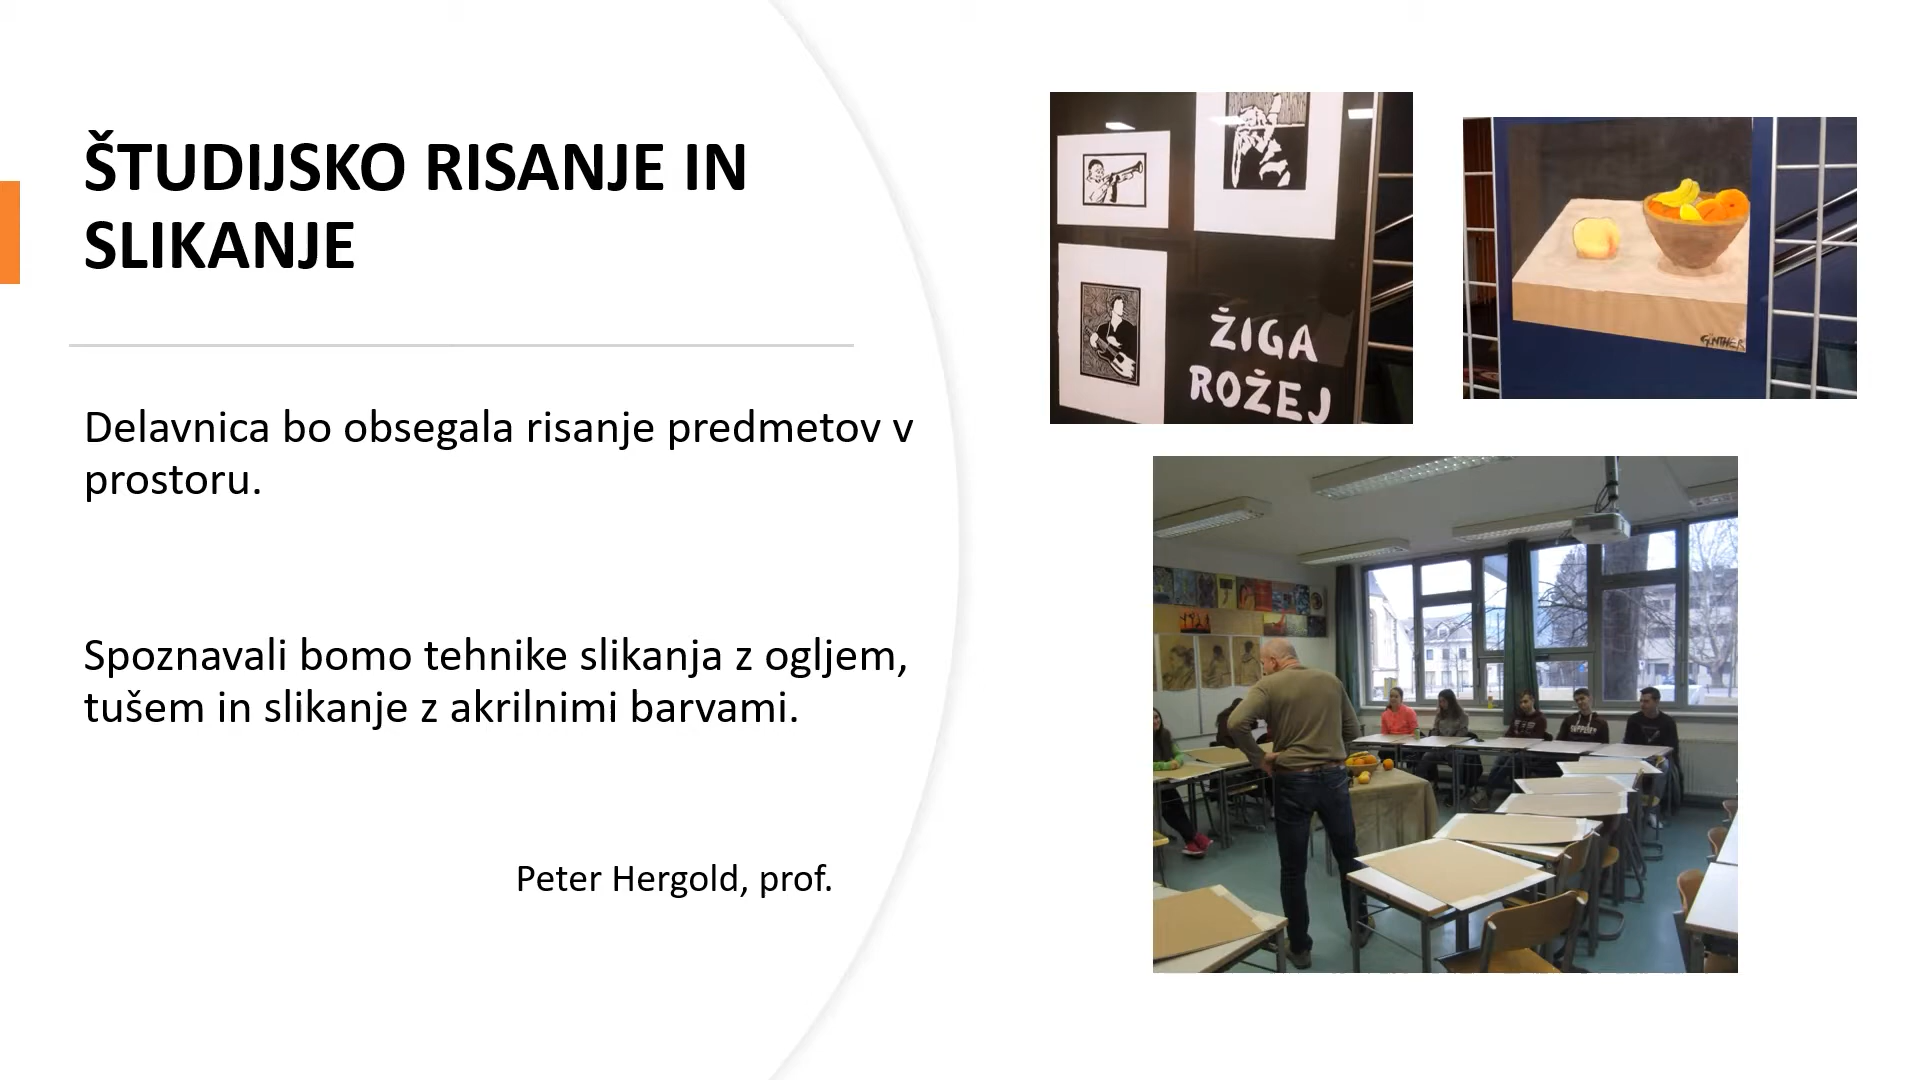 ŠTUDIJSKO RISANJE IN
SLIKANJE
Delavnica bo obsegala risanje predmetov v
prostoru.
Spoznavali bomo tehnike slikanja z ogljem,
tušem in slikanje z akrilnimi barvami.
Peter Hergold, prof.
ŽIGA
ROŽEJ
GÜNTHER